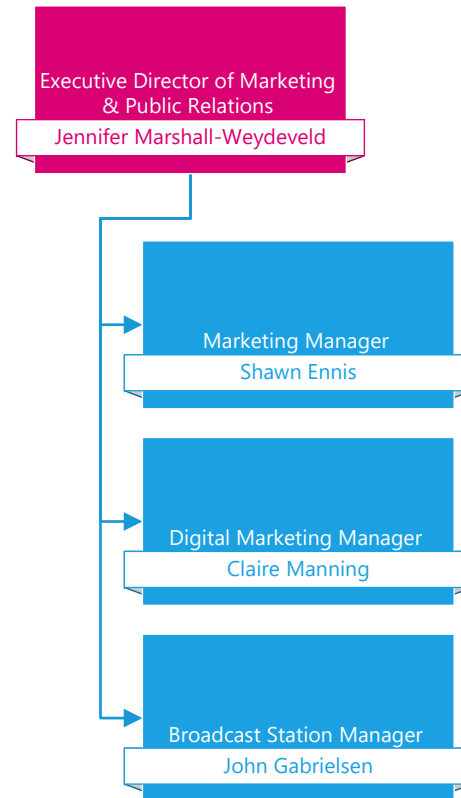 Executive Director of Marketing
& Public Relations
Jennifer Marshall-Weydeveld
Marketing Manager
Shawn Ennis
Digital Marketing Manager
Claire Manning
Broadcast Station Manager
John Gabrielsen